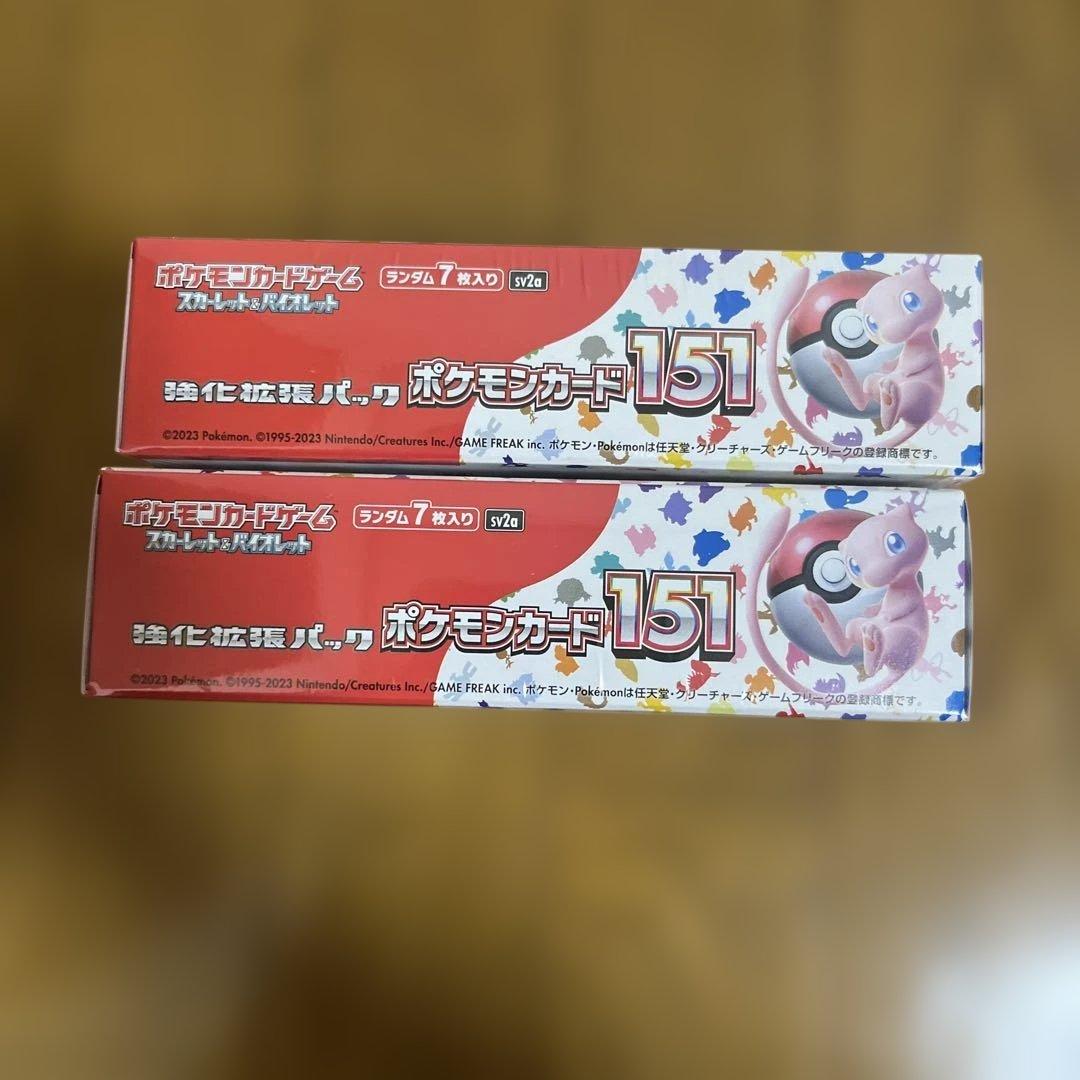 ポケモンカードゲーム
スカーレット&バイオレット
ランダム7枚入り sv2a
強化拡張パック ポケモンカード151
©2023 Pokémon. ©1995-2023 Nintendo/Creatures Inc./GAME FREAK inc. ポケモン・Pokémonは任天堂・クリーチャーズ・ゲームフリークの登録商標です。
ポケモンカードゲーム
スカーレット&バイオレット
ランダム7枚入り sv2a
強化拡張パック ポケモンカード151
©2023 Pokémon. ©1995-2023 Nintendo/Creatures Inc./GAME FREAK inc. ポケモン・Pokémonは任天堂・クリーチャーズ・ゲームフリークの登録商標です。